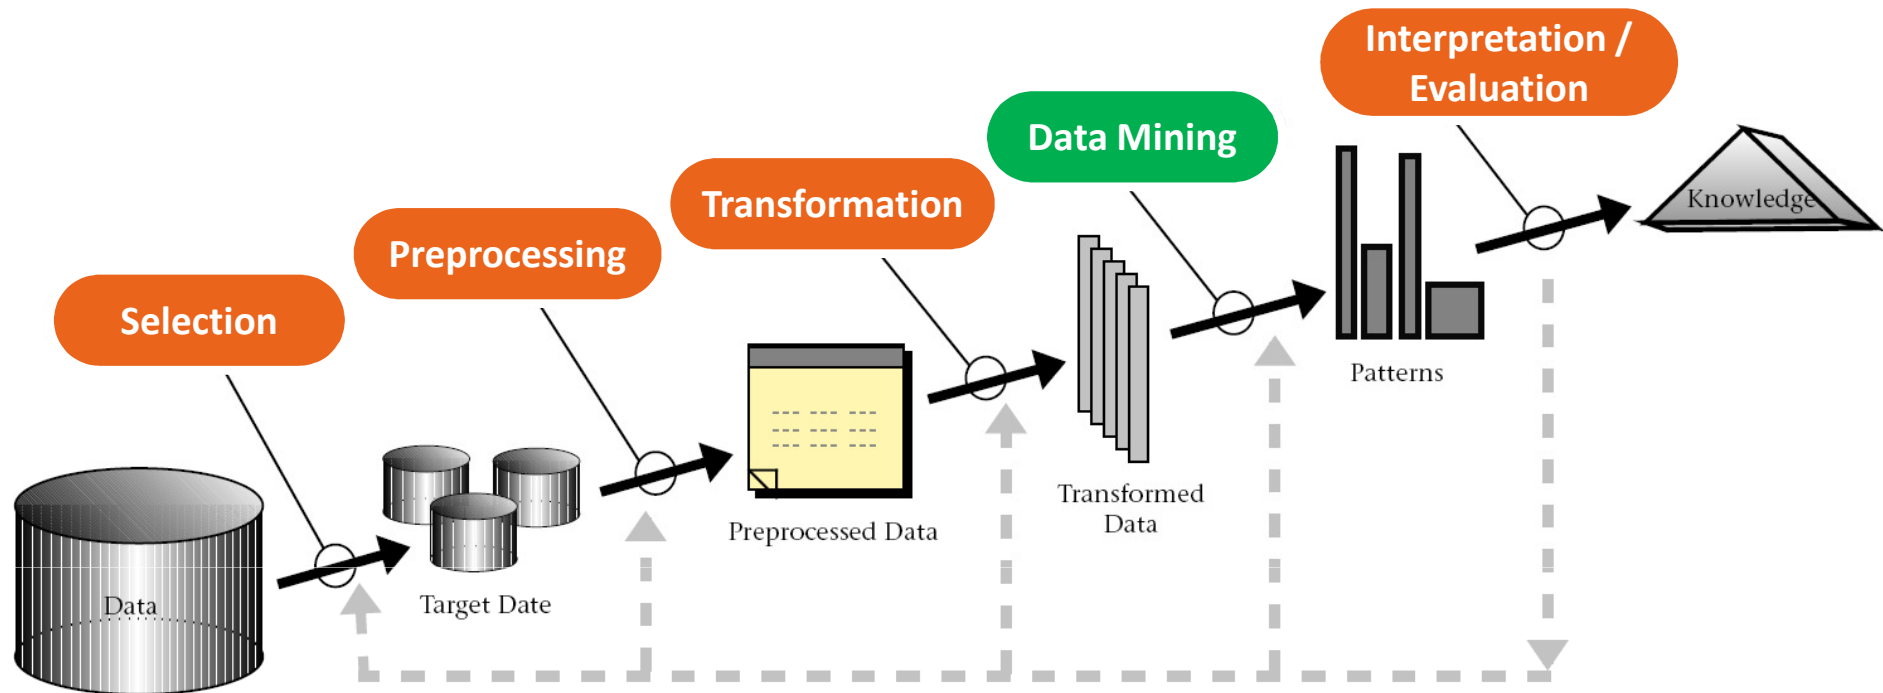 Interpretation /
Evaluation
Data Mining
Transformation
Preprocessing
Selection
Knowledge
Patterns
Transformed
Data
Preprocessed Data
Target Date
Data